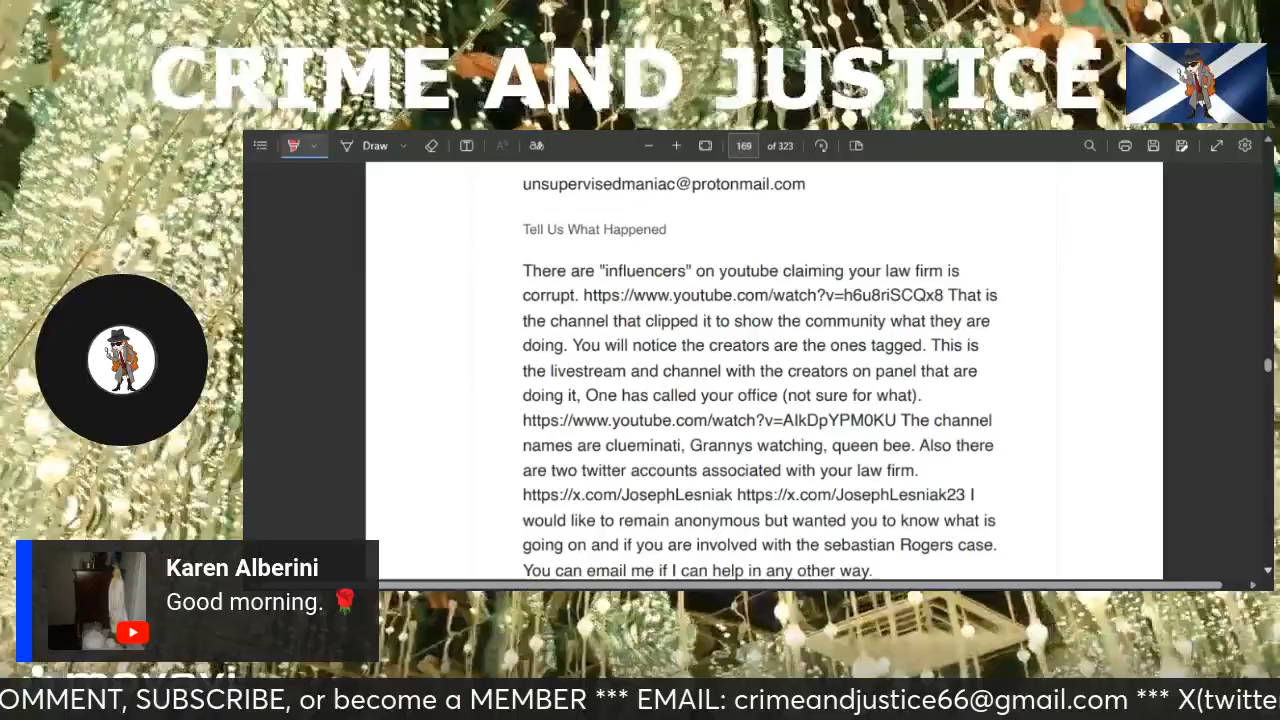 CRIME AND JUSTICE
Draw
169 of 323
unsupervisedmaniac@protonmail.com
Tell Us What Happened
There are "influencers" on youtube claiming your law firm is
corrupt. https://www.youtube.com/watch?v=h6u8riSCQx8 That is
the channel that clipped it to show the community what they are
doing. You will notice the creators are the ones tagged. This is
the livestream and channel with the creators on panel that are
doing it, One has called your office (not sure for what).
https://www.youtube.com/watch?v=AIkDpYPM0KU The channel
names are clueminati, Grannys watching, queen bee. Also there
are two twitter accounts associated with your law firm.
https://x.com/JosephLesniak https://x.com/JosephLesniak23 I
would like to remain anonymous but wanted you to know what is
going on and if you are involved with the sebastian Rogers case.
You can email me if I can help in any other way.
Karen Alberini
Good morning. 🌹
OMMENT, SUBSCRIBE, or become a MEMBER *** EMAIL: crimeandjustice66@gmail.com *** X(twitte